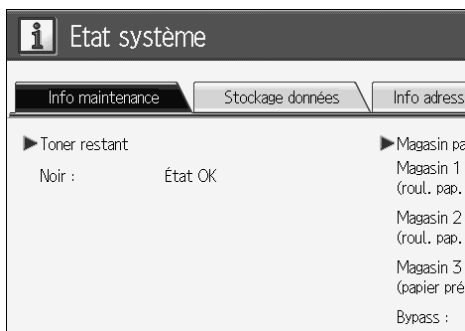 Etat système
Info maintenance
Stockage données
Info adress
Toner restant
Noir :
État OK
Magasin pa
Magasin 1
(roul. pap.
Magasin 2
(roul. pap.
Magasin 3
(papier pré
Bypass :